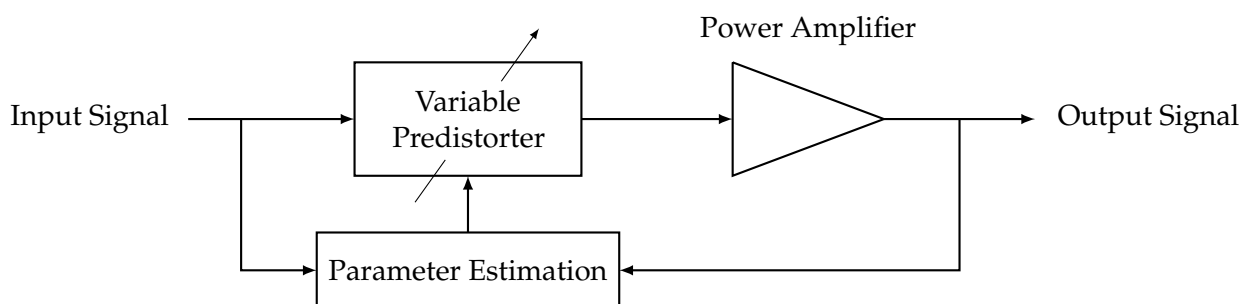 Power Amplifier
Input Signal
Variable
Predistorter
Output Signal
Parameter Estimation